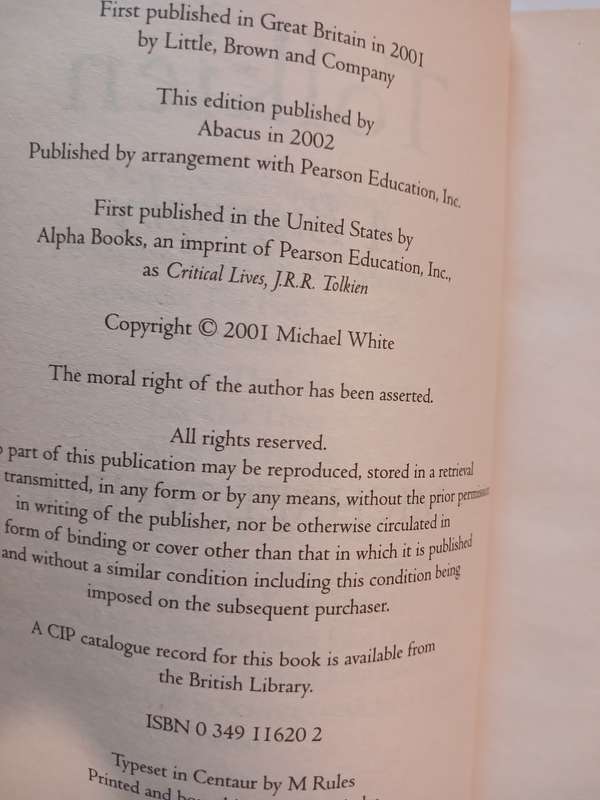 First published in Great Britain in 2001
by Little, Brown and Company
This edition published by
Abacus in 2002
Published by arrangement with Pearson Education, Inc.
First published in the United States by
Alpha Books, an imprint of Pearson Education, Inc.,
as Critical Lives, J.R.R. Tolkien
Copyright © 2001 Michael White
The moral right of the author has been asserted.
All rights reserved.
part of this publication may be reproduced, stored in a retrieval
transmitted, in any form or by any means, without the prior permission
in writing of the publisher, nor be otherwise circulated in
form of binding or cover other than that in which it is published
and without a similar condition including this condition being
imposed on the subsequent purchaser.
A CIP catalogue record for this book is available from
the British Library.
ISBN 0 349 11620 2
Typeset in Centaur by M Rules
Printed and